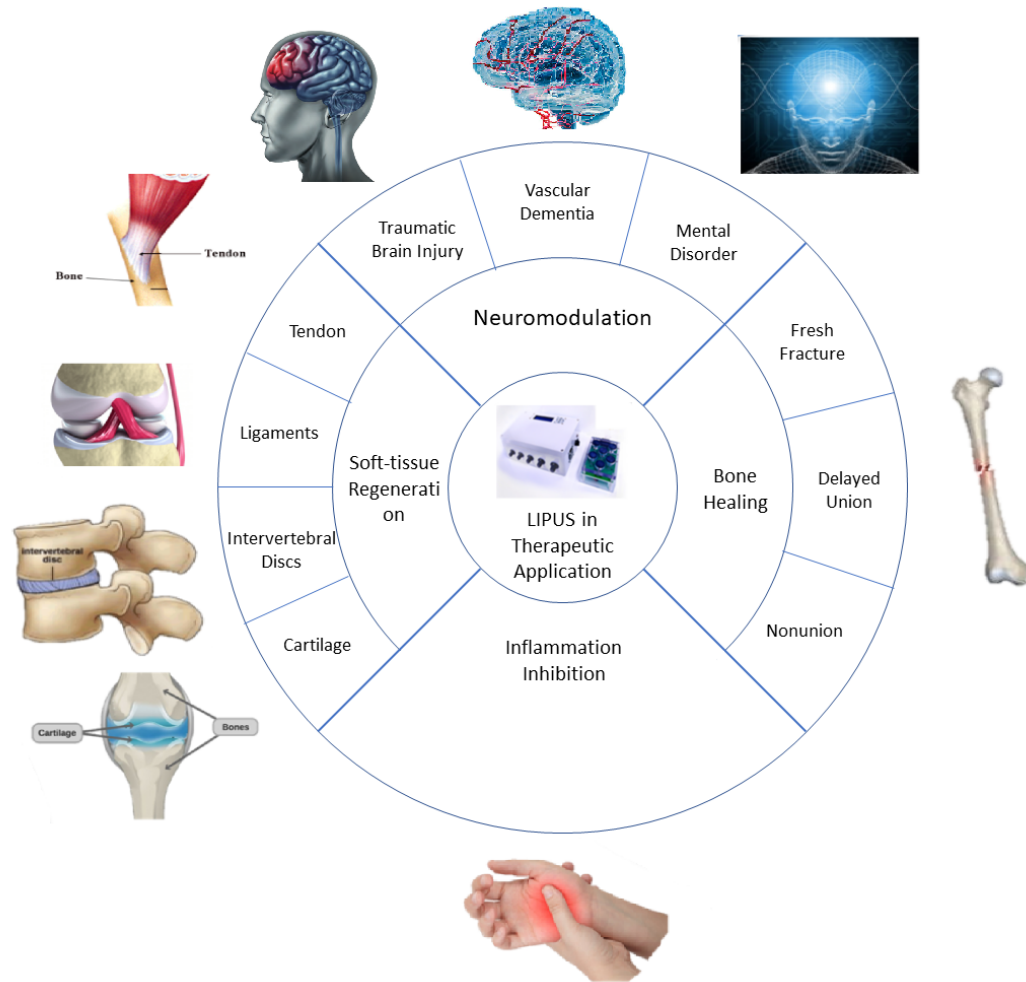 Vascular
Dementia
Traumatic
Brain Injury
Mental
Disorder
Neuromodulation
Tendon
Bone
Tendon
Fresh
Fracture
Ligaments
Soft-tissue
Regenerati
on
Bone
Healing
Delayed
Union
LIPUS in
Therapeutic
Application
intervertebral
disc
Intervertebral
Discs
Cartilage
Nonunion
Inflammation
Inhibition
Cartilage
Bones